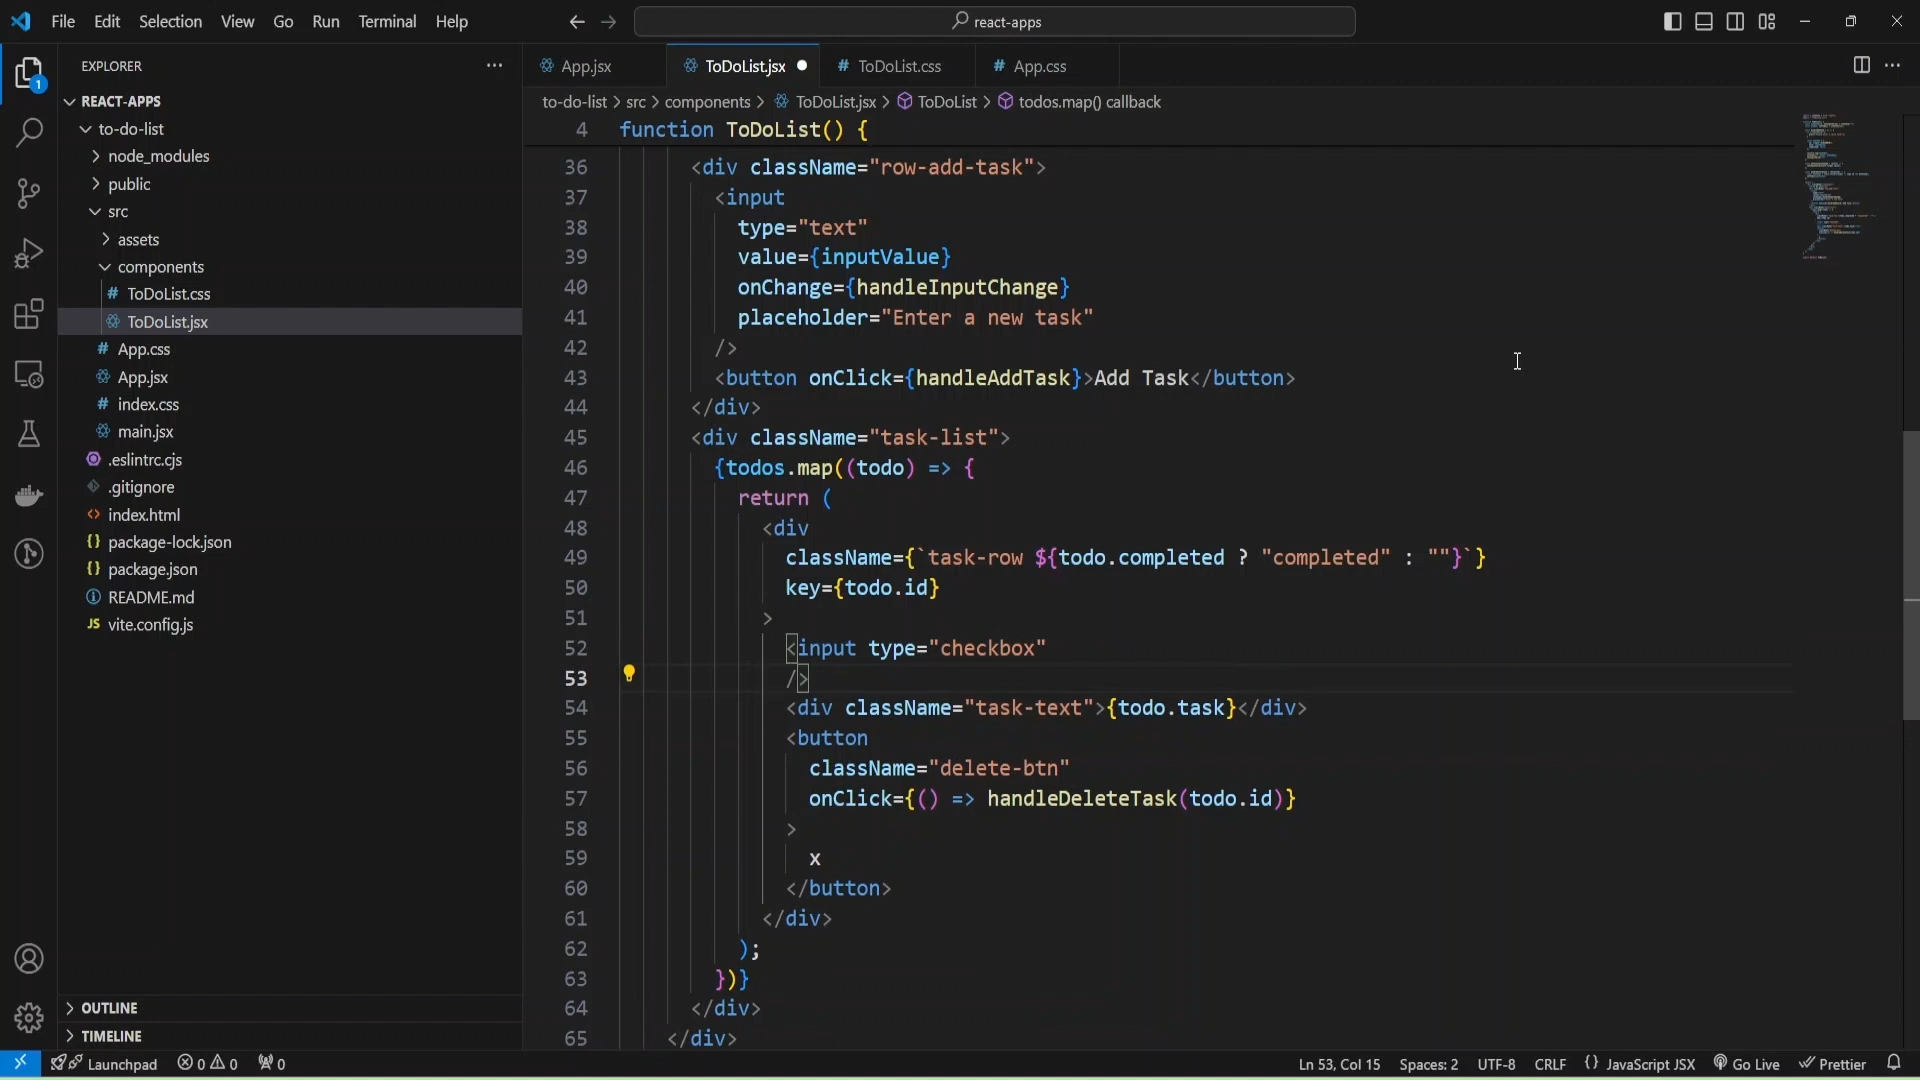 File Edit Selection View Go Run Terminal Help
react-apps
EXPLORER
REACT-APPS
to-do-list
node_modules
public
src
assets
components
# ToDoList.css
ToDoList.jsx
# App.css
App.jsx
# index.css
main.jsx
.eslintrc.cjs
.gitignore
<> index.html
{} package-lock.json
{} package.json
README.md
JS vite.config.js
OUTLINE
TIMELINE
1
App.jsx
ToDoList.jsx
# ToDoList.css
# App.css
to-do-list > src > components > ToDoList.jsx > ToDoList > todos.map() callback
4 function ToDoList() {
36 <div className="row-add-task">
37 <input
38 type="text"
39 value={inputValue}
40 onChange={handleInputChange}
41 placeholder="Enter a new task"
42 />
43 <button onClick={handleAddTask}>Add Task</button>
44 </div>
45 <div className="task-list">
46 {todos.map((todo) => {
47 return (
48 <div
49 className={`task-row ${todo.completed ? "completed" : ""}`}
50 key={todo.id}
51 >
52 <input type="checkbox"
53 />
54 <div className="task-text">{todo.task}</div>
55 <button
56 className="delete-btn"
57 onClick={() => handleDeleteTask(todo.id)}
58 >
59 x
60 </button>
61 </div>
62 );
63 })}
64 </div>
65 </div>
Launchpad 0 0 0 Ln 53, Col 15 Spaces: 2 UTF-8 CRLF {} JavaScript JSX Go Live Prettier